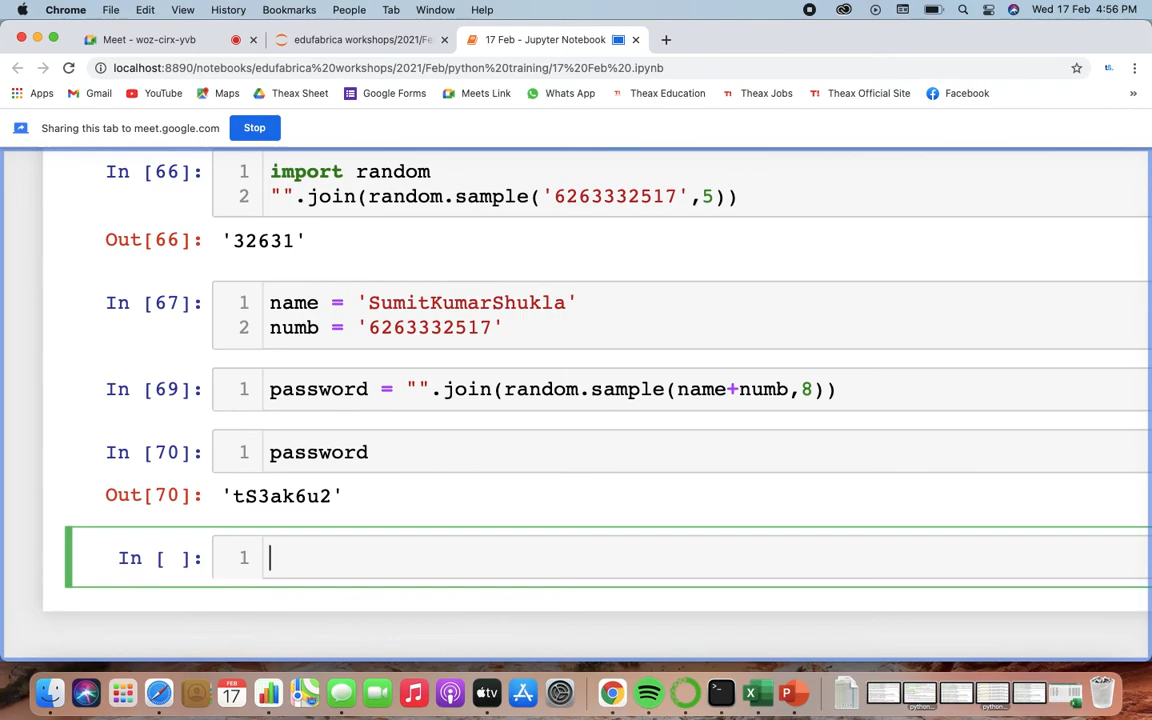 Chrome File Edit View History Bookmarks People Tab Window Help Wed 17 Feb 4:56 PM
Meet - woz-cirx-yvb edufabrica workshops/2021/Fe 17 Feb - Jupyter Notebook
localhost:8890/notebooks/edufabrica%20workshops/2021/Feb/python%20training/17%20Feb%20.ipynb
Apps Gmail YouTube Maps Theax Sheet Google Forms Meets Link Whats App Theax Education Theax Jobs Theax Official Site Facebook »
Sharing this tab to meet.google.com Stop
In [66]: 1 import random
2 "".join(random.sample('6263332517',5))
Out[66]: '32631'
In [67]: 1 name = 'SumitKumarShukla'
2 numb = '6263332517'
In [69]: 1 password = "".join(random.sample(name+numb,8))
In [70]: 1 password
Out[70]: 'tS3ak6u2'
In [ ]: 1
FEB
17
tv
python
python